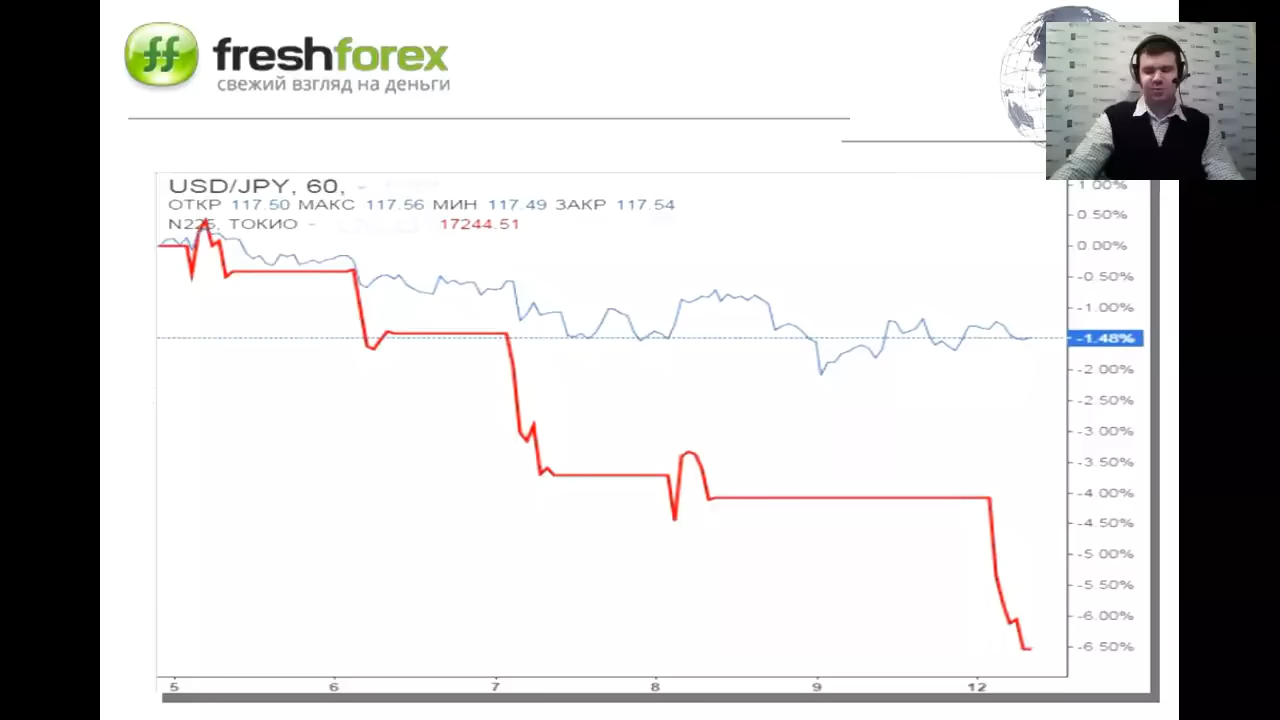 ff freshforex
свежий взгляд на деньги
USD/JPY, 60,
ОТКР 117.50 МАКС 117.56 МИН 117.49 ЗАКР 117.54
N225, ТОКИО - 17244.51
1.00%
0.50%
0.00%
-0.50%
-1.00%
-1.48%
-2.00%
-2.50%
-3.00%
-3.50%
-4.00%
-4.50%
-5.00%
-5.50%
-6.00%
-6.50%
5 6 7 8 9 12